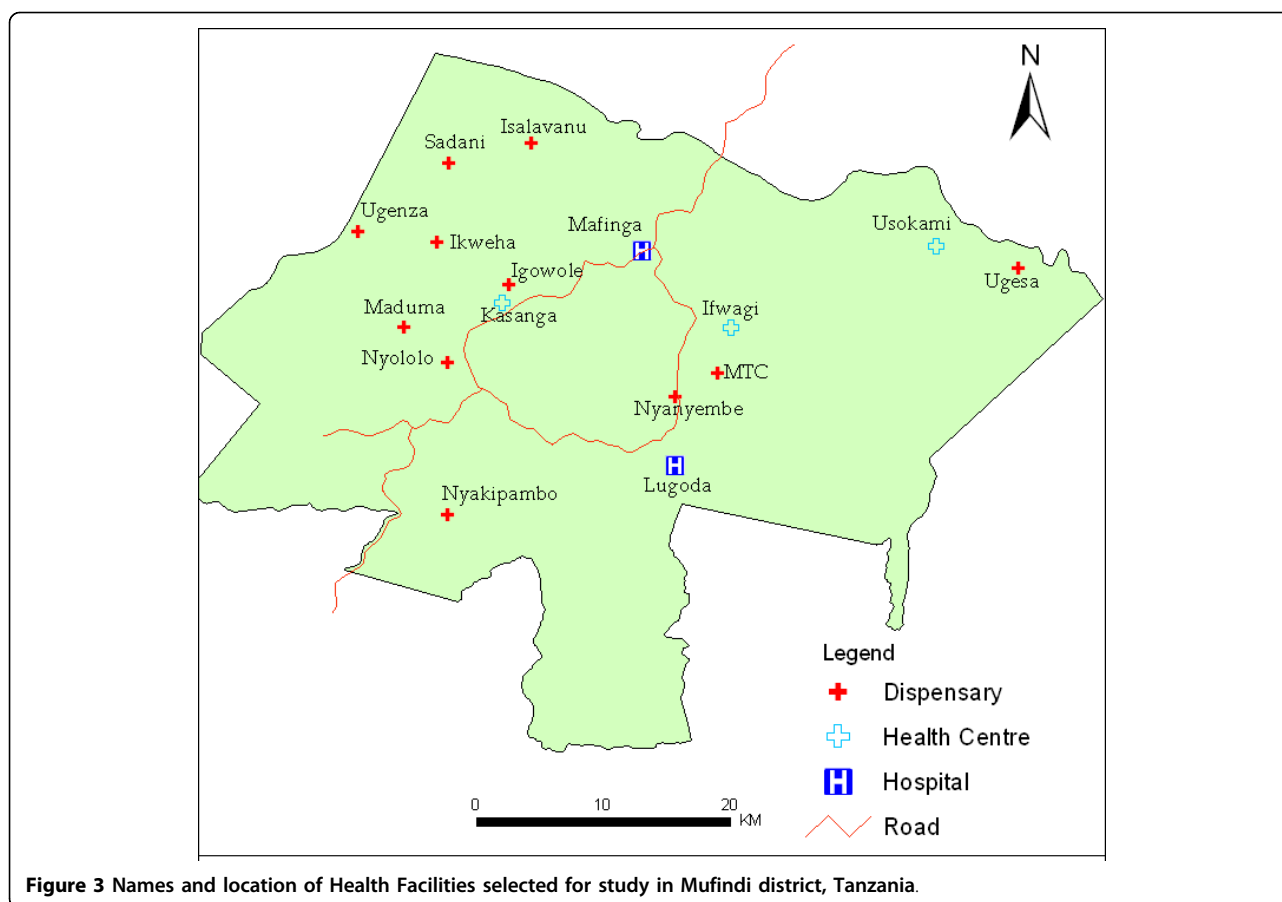 N
Isalavanu
Sadani
Ugenza
Mafinga
Usokami
Ikweha
Igowole
Ugesa
Maduma
Kasanga
Ifwagi
Nyololo
MTC
Nyanyembe
Lugoda
Nyakipambo
Legend
Dispensary
Health Centre
Hospital
Road
0 10 20
KM
Figure 3 Names and location of Health Facilities selected for study in Mufindi district, Tanzania.